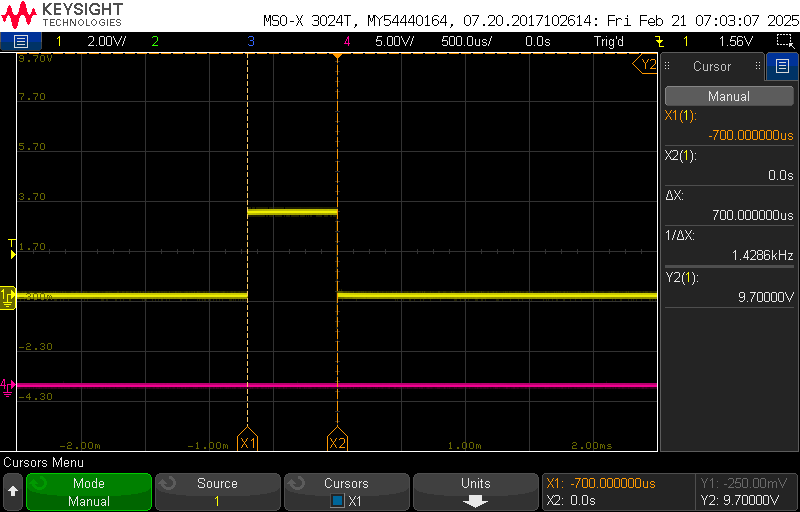 KEYSIGHT
TECHNOLOGIES
MSO-X 3024T, MY54440164, 07.20.2017102614: Fri Feb 21 07:03:07 2025
1 2.00V/ 2 3 4 5.00V/ 500.0us/ 0.0s Trig'd 1 1.56V
9.70V
7.70
5.70
3.70
1.70
-300m
-2.30
-4.30
-2.00ms -1.00ms 1.00ms 2.00ms
Y2
T
1
4
X1 X2
Cursor
Manual
X1(1):
-700.000000us
X2(1):
0.0s
ΔX:
700.000000us
1/ΔX:
1.4286kHz
Y2(1):
9.70000V
Cursors Menu
Mode
Manual
Source
1
Cursors
X1
Units
X1: -700.000000us
X2: 0.0s
Y1: -250.00mV
Y2: 9.70000V